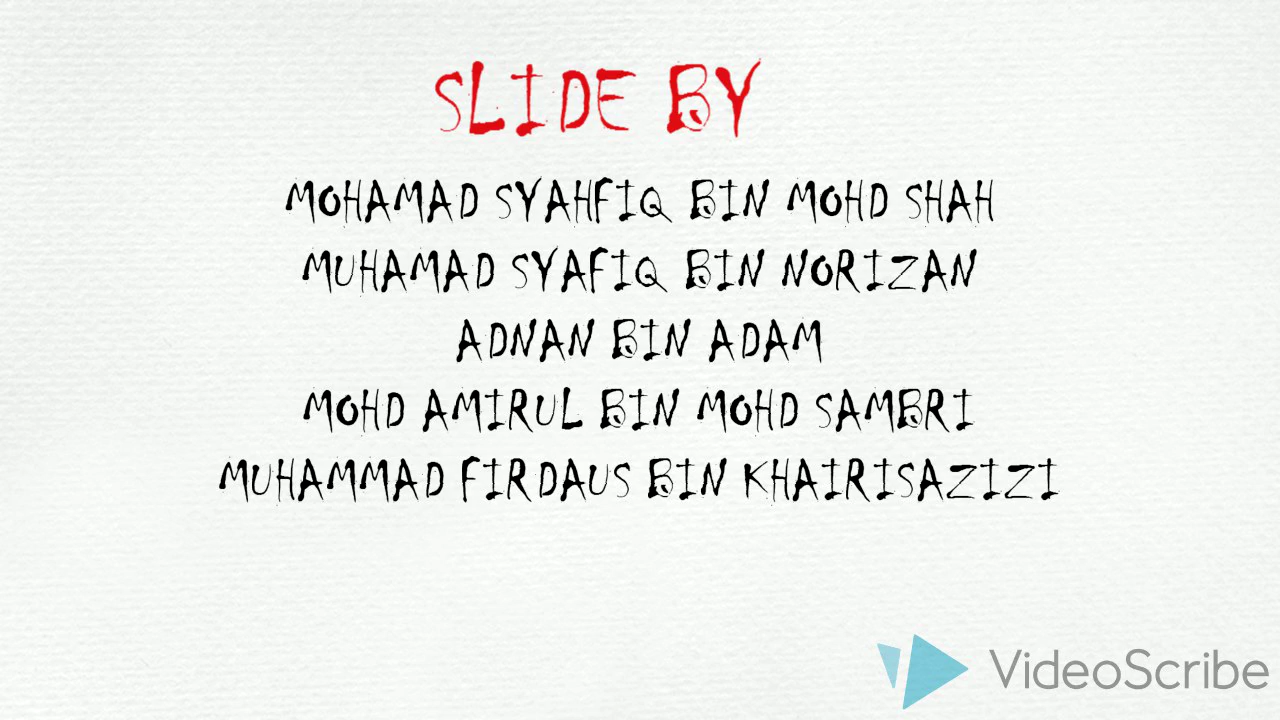 SLIDE BY
MOHAMAD SYAHFIQ BIN MOHD SHAH
MUHAMAD SYAFIQ BIN NORIZAN
ADNAN BIN ADAM
MOHD AMIRUL BIN MOHD SAMBRI
MUHAMMAD FIRDAUS BIN KHAIRISAZIZI
VideoScribe